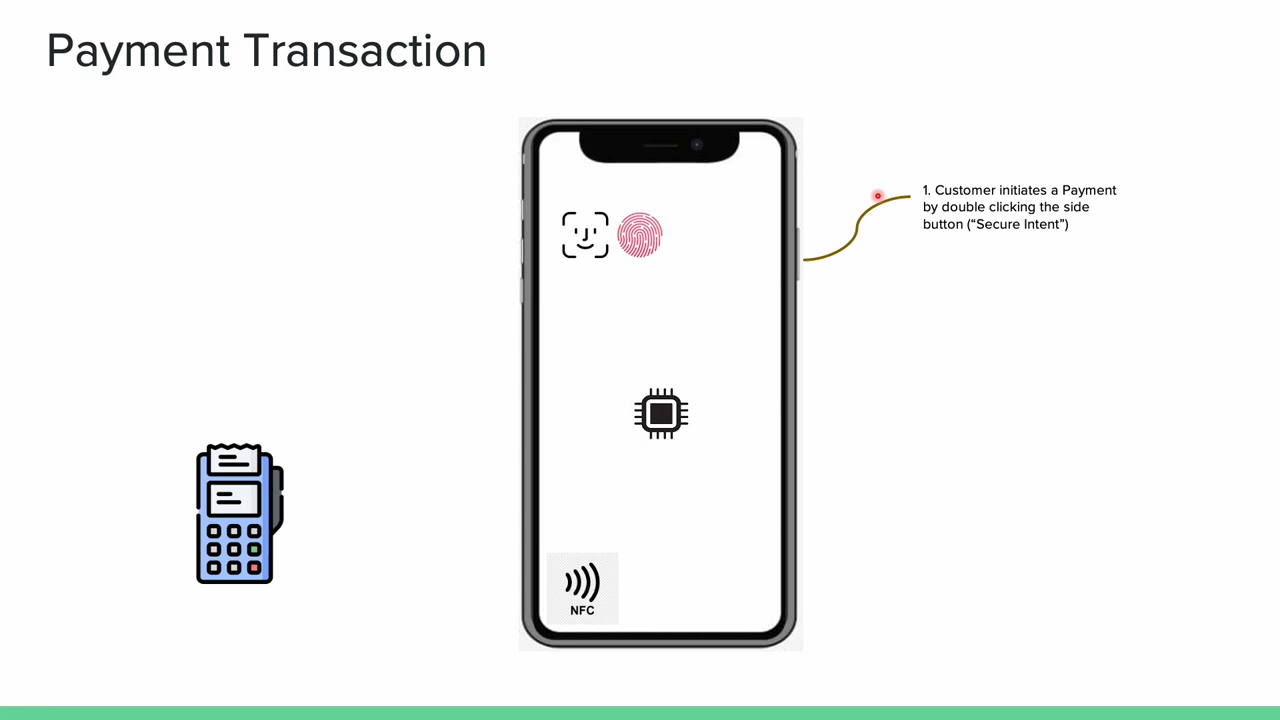 Payment Transaction
1. Customer initiates a Payment
by double clicking the side
button (“Secure Intent”)
NFC